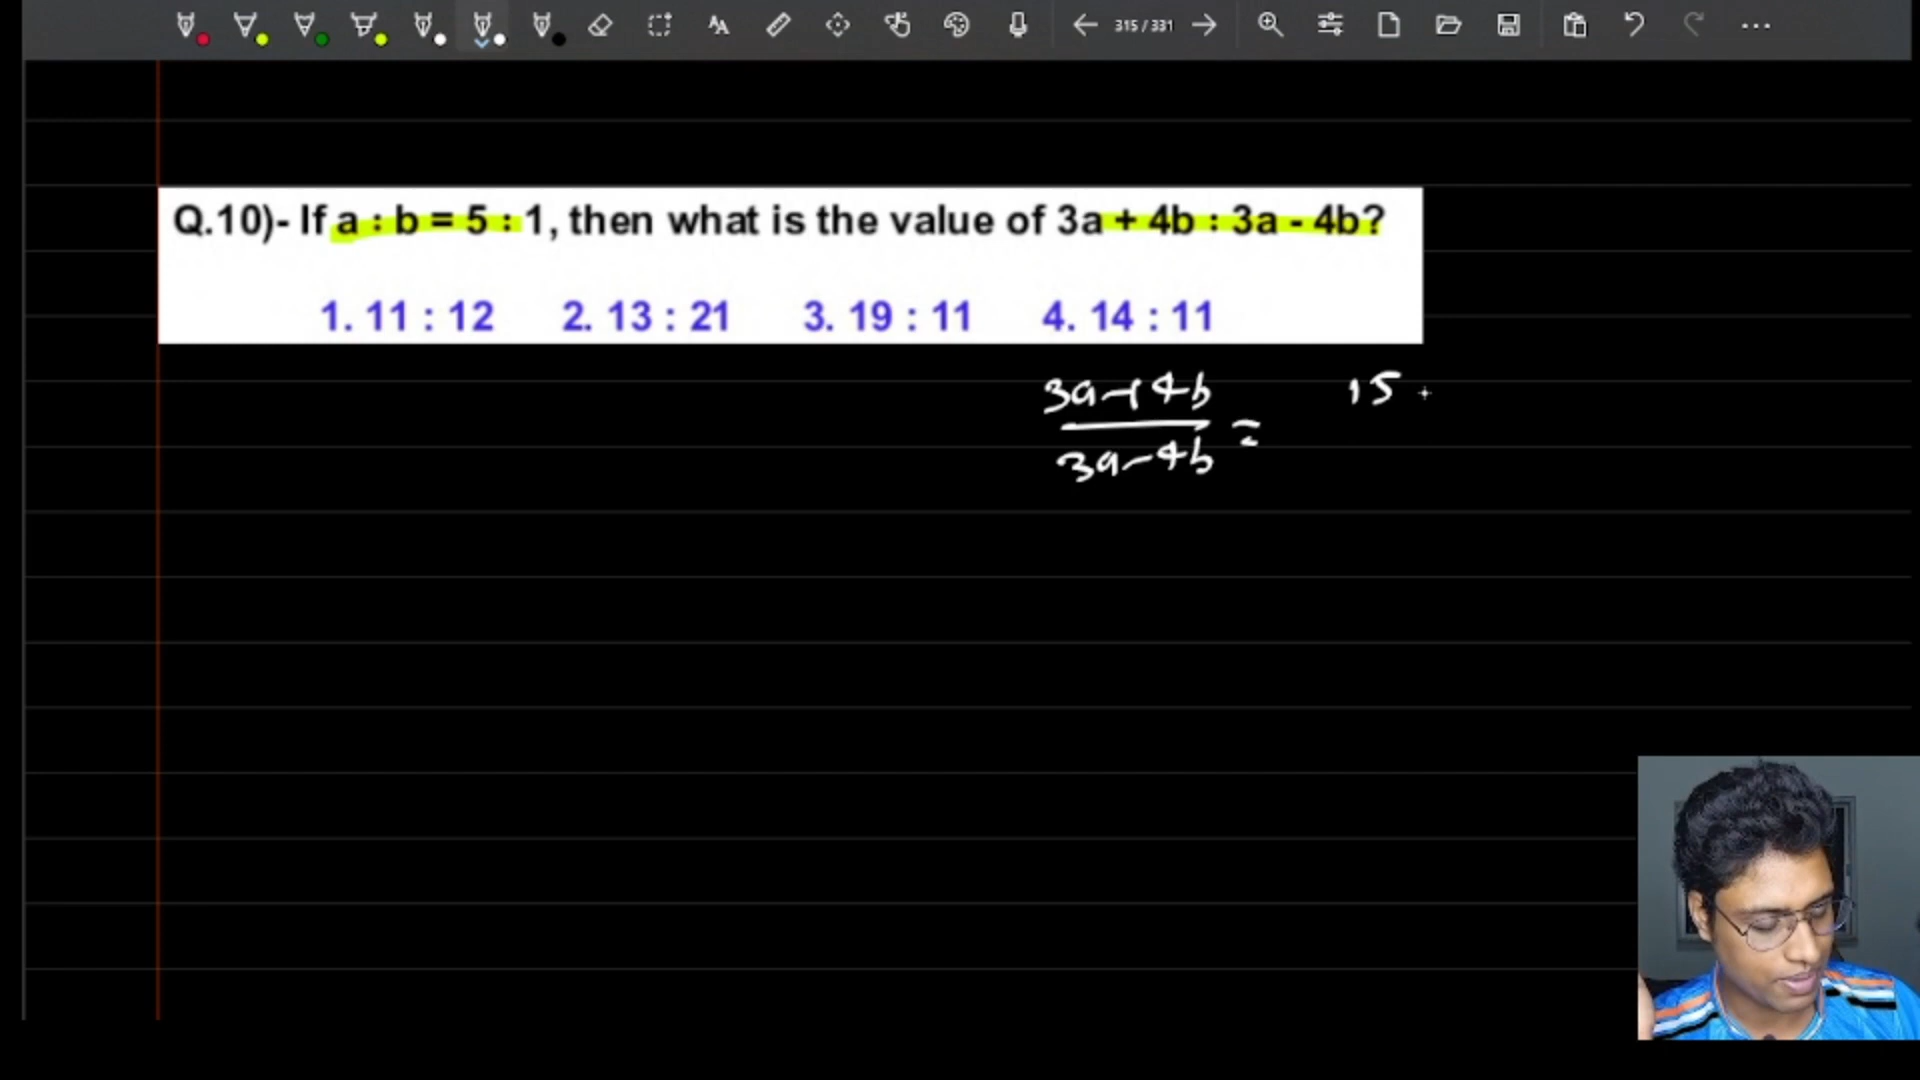 315 / 331
Q.10)- If a : b = 5 : 1, then what is the value of 3a + 4b : 3a - 4b?
1. 11 : 12 2. 13 : 21 3. 19 : 11 4. 14 : 11
3a+4b
3a-4b
= 15